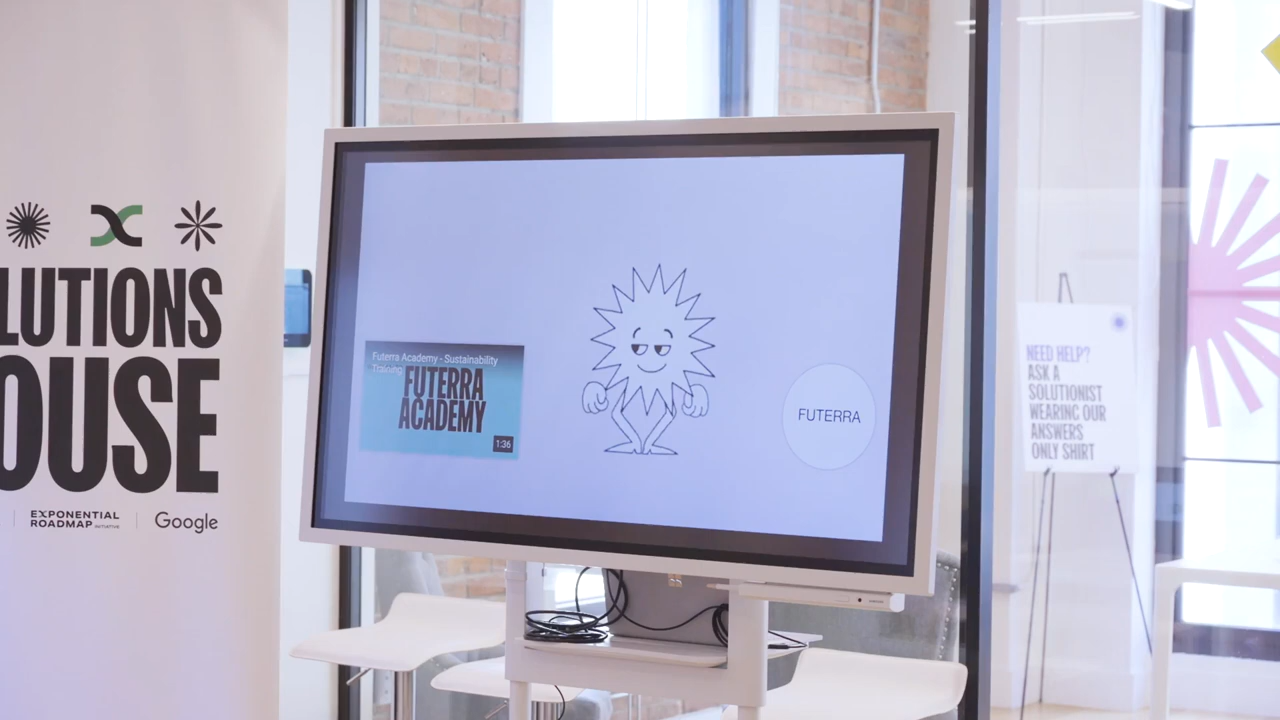 LUTIONS
OUSE
EXPONENTIAL
ROADMAP INITIATIVE
Google
Futerra Academy - Sustainability
Training
FUTERRA
ACADEMY
1:36
FUTERRA
NEED HELP?
ASK A
SOLUTIONIST
WEARING OUR
ANSWERS
ONLY SHIRT